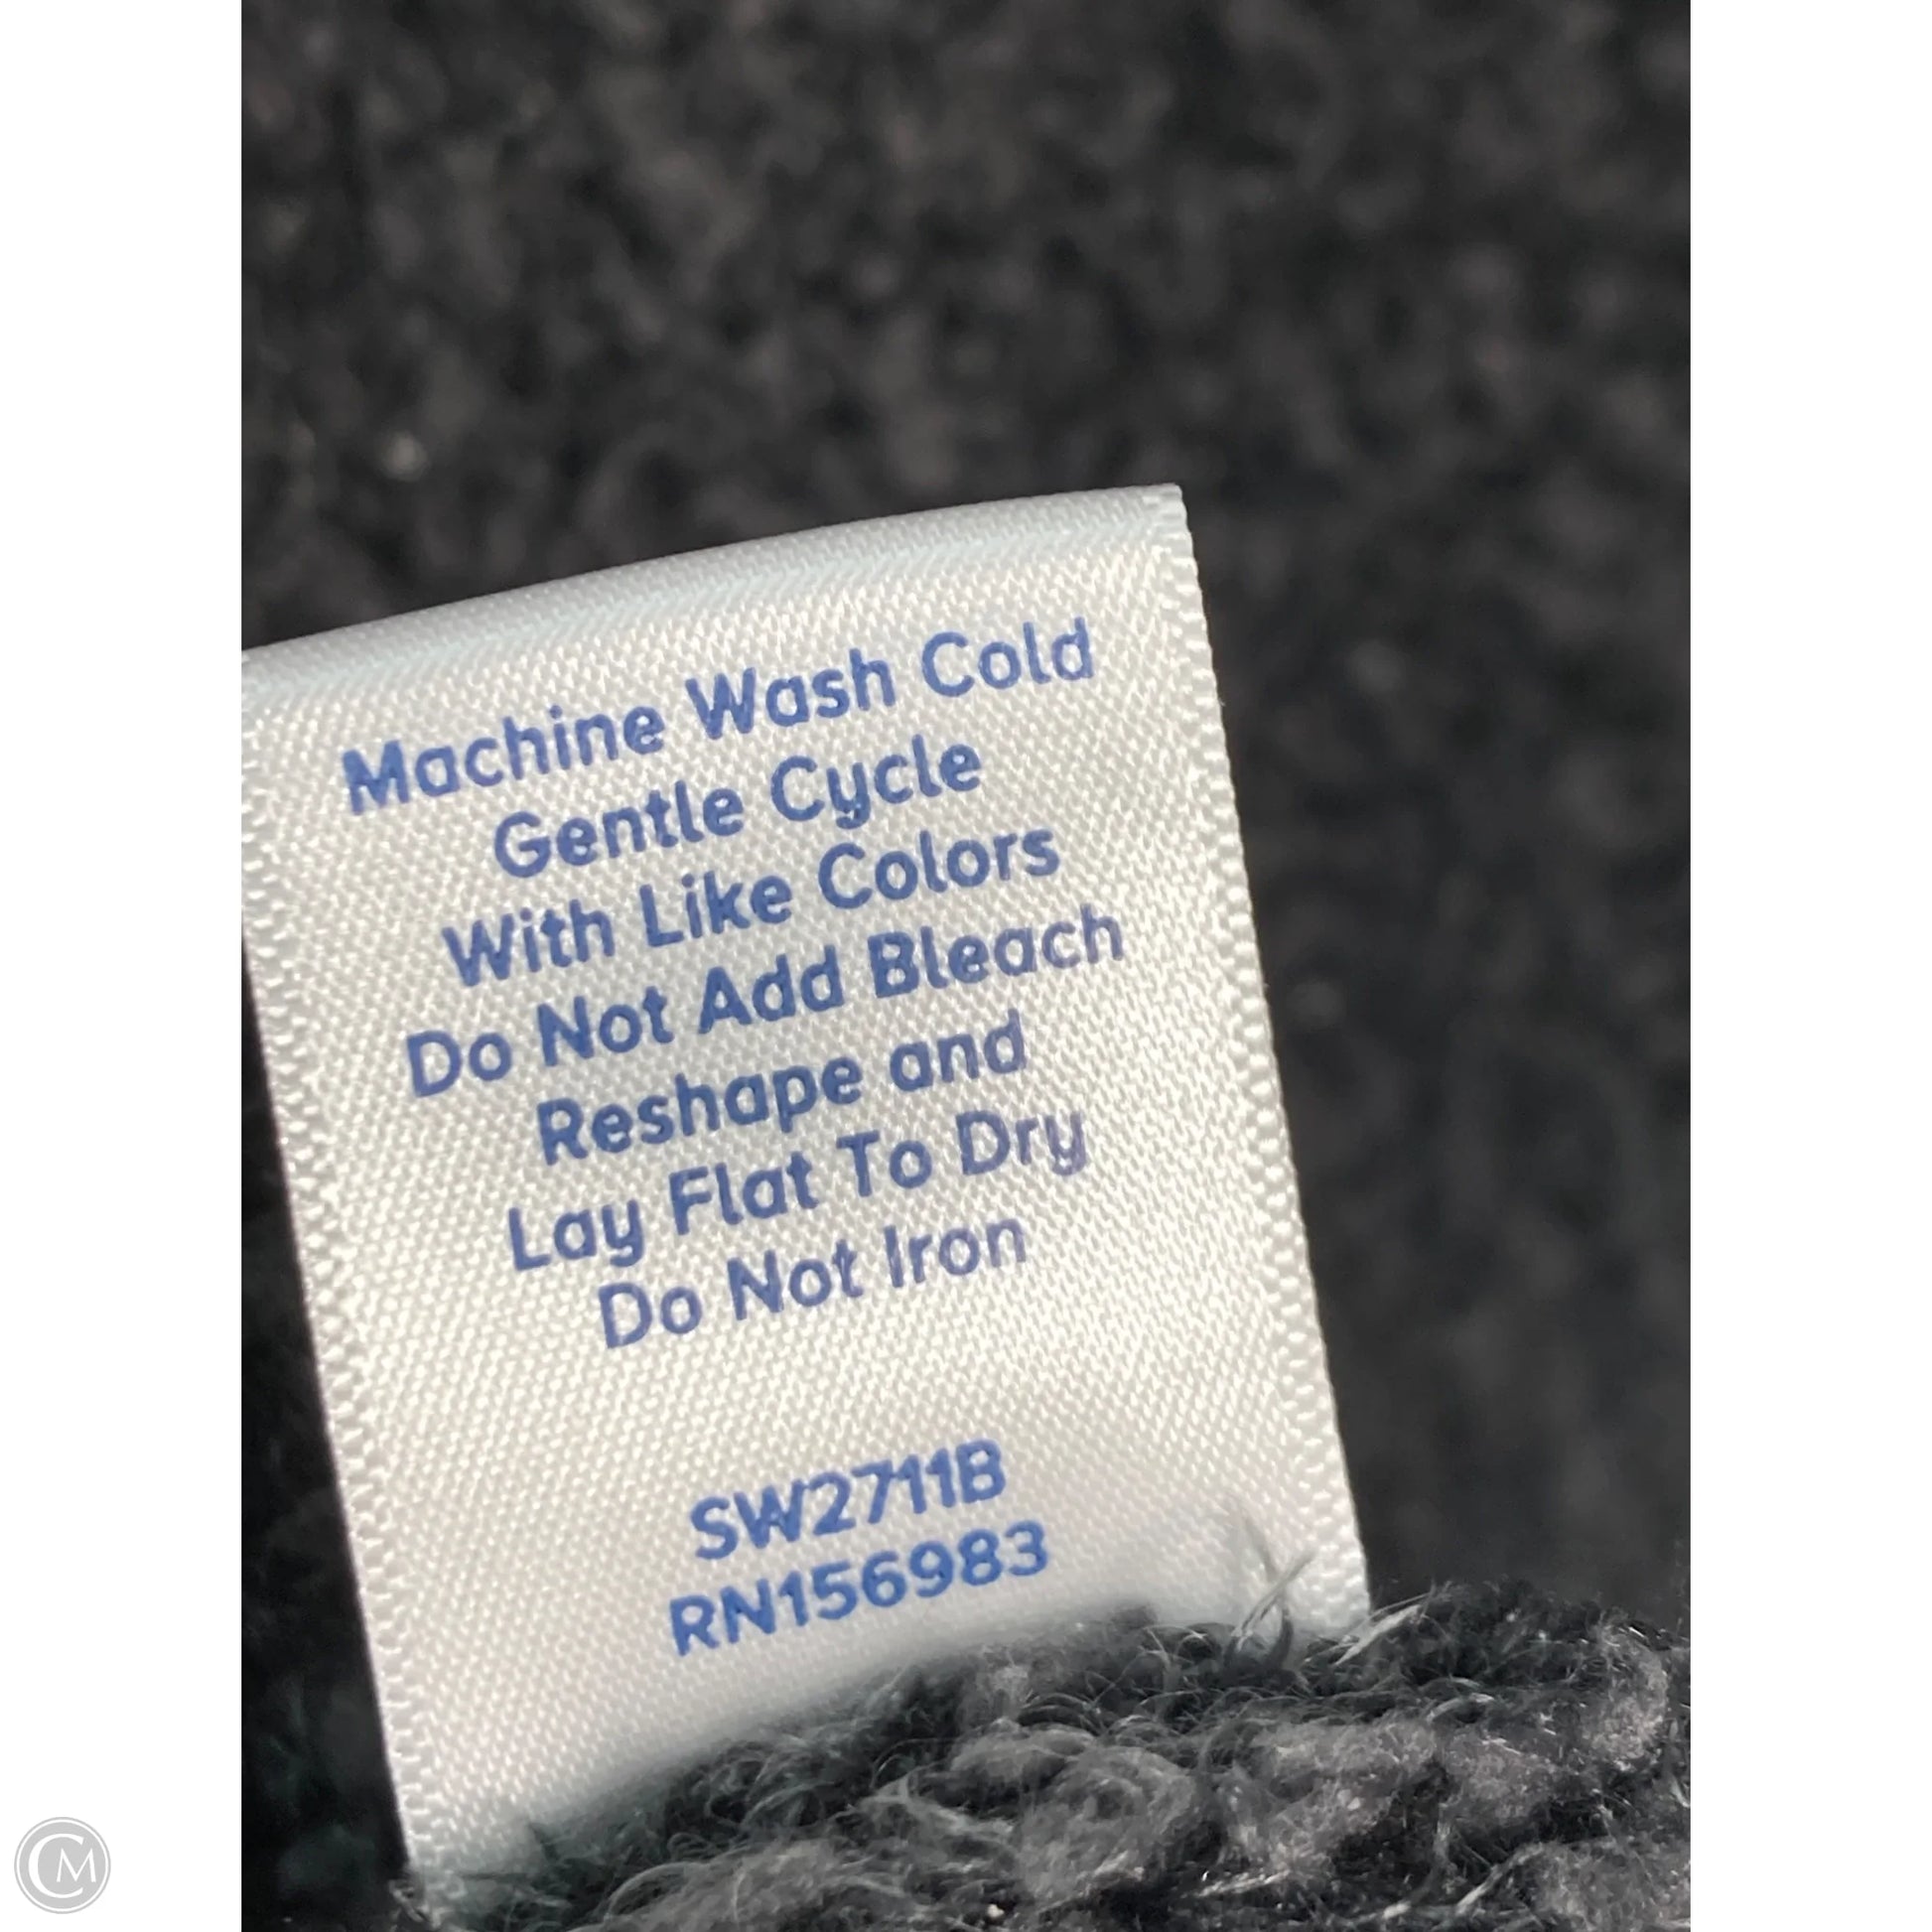 Machine Wash Cold
Gentle Cycle
With Like Colors
Do Not Add Bleach
Reshape and
Lay Flat To Dry
Do Not Iron
SW2711B
RN156983
CM